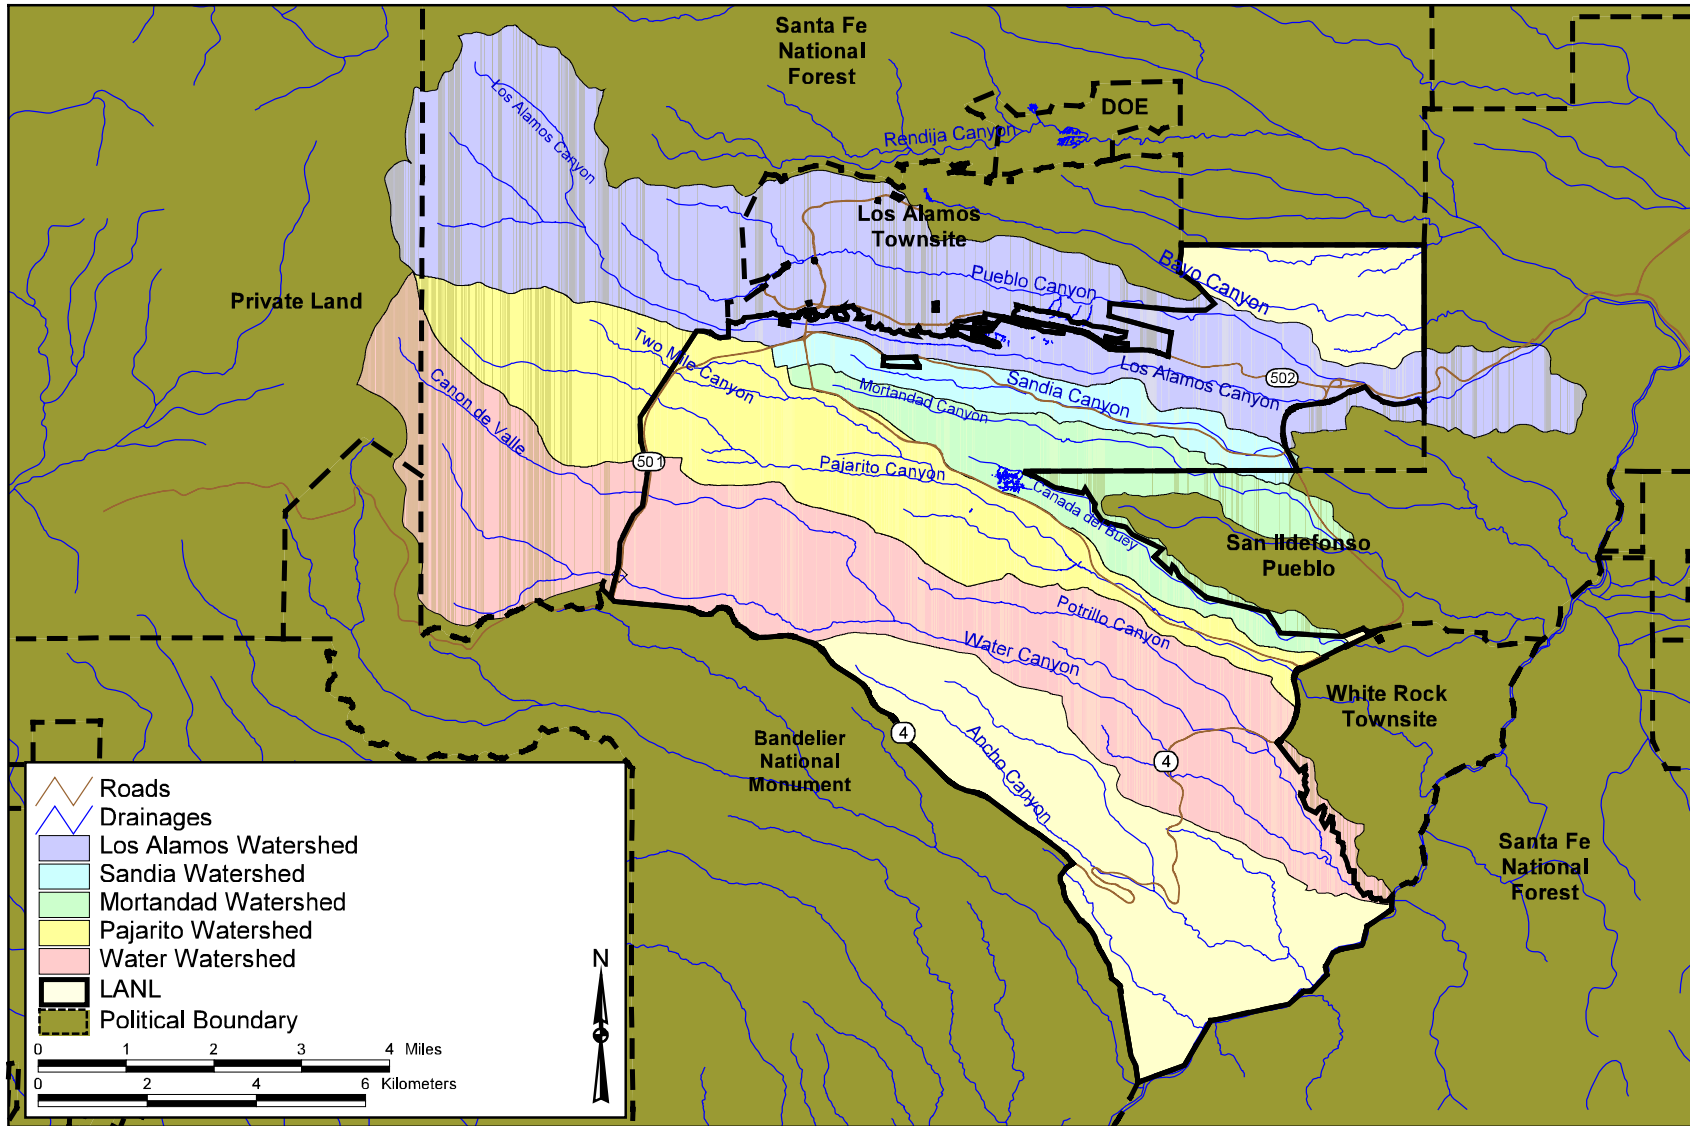 Santa Fe
National
Forest
DOE
Los Alamos Canyon
Rendija Canyon
Los Alamos
Townsite
Bayo Canyon
Pueblo Canyon
Private Land
Two Mile Canyon
Los Alamos Canyon
502
Sandia Canyon
Mortandad Canyon
Canon de Valle
501
Pajarito Canyon
Canada del Buey
San Ildefonso
Pueblo
Potrillo Canyon
Water Canyon
White Rock
Townsite
4
Bandelier
National
Monument
Ancho Canyon
4
Santa Fe
National
Forest
Roads
Drainages
Los Alamos Watershed
Sandia Watershed
Mortandad Watershed
Pajarito Watershed
Water Watershed
LANL
Political Boundary
N
0 1 2 3 4 Miles
0 2 4 6 Kilometers